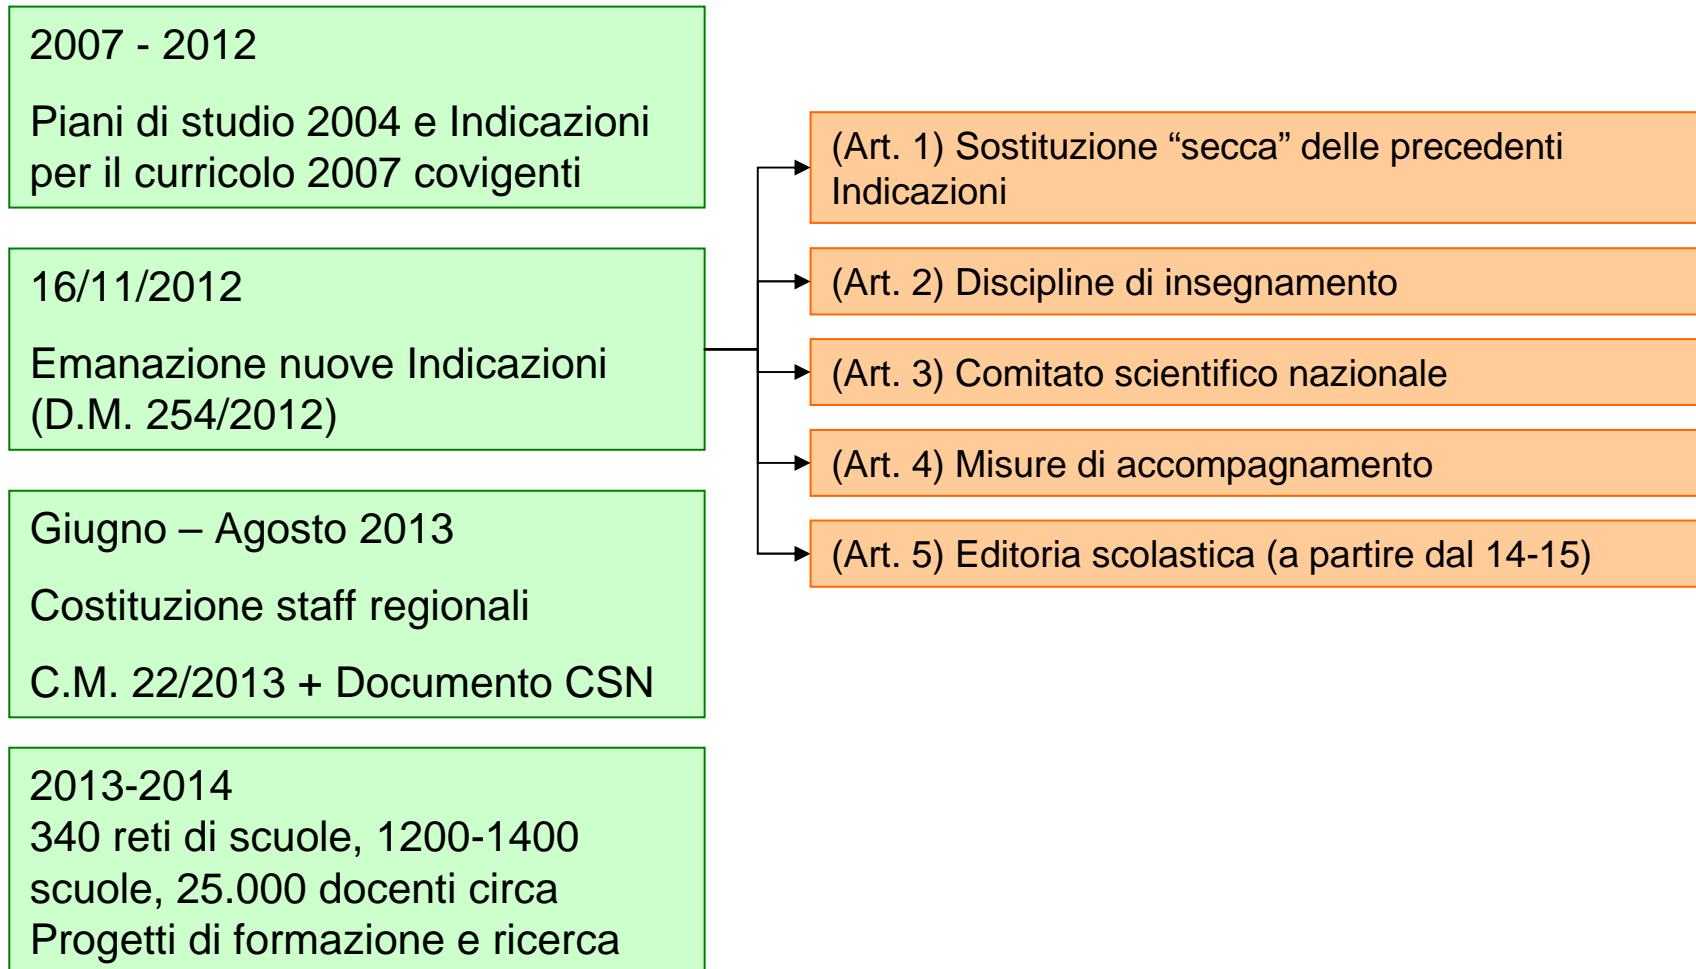 2007 - 2012
Piani di studio 2004 e Indicazioni
per il curricolo 2007 covigenti
16/11/2012
Emanazione nuove Indicazioni
(D.M. 254/2012)
Giugno – Agosto 2013
Costituzione staff regionali
C.M. 22/2013 + Documento CSN
2013-2014
340 reti di scuole, 1200-1400
scuole, 25.000 docenti circa
Progetti di formazione e ricerca
(Art. 1) Sostituzione “secca” delle precedenti
Indicazioni
(Art. 2) Discipline di insegnamento
(Art. 3) Comitato scientifico nazionale
(Art. 4) Misure di accompagnamento
(Art. 5) Editoria scolastica (a partire dal 14-15)